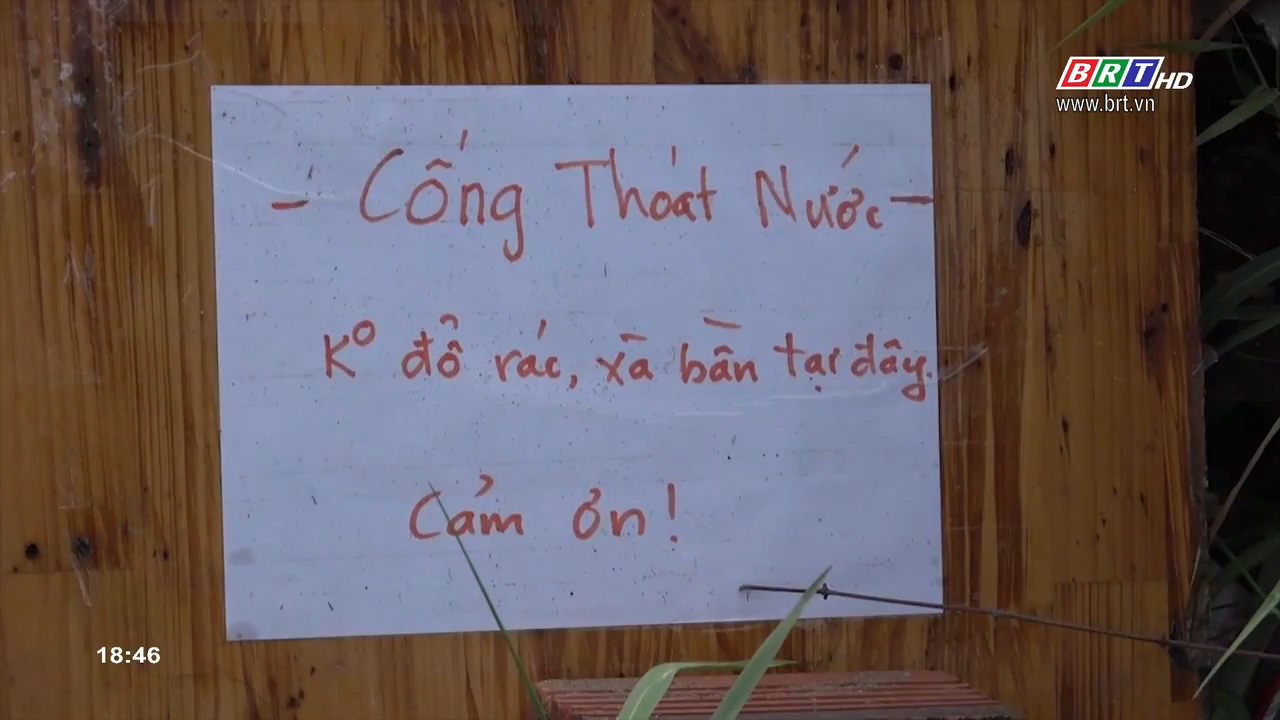 BRT HD
www.brt.vn
- Cống Thoát Nước -
Kº đổ rác, xà bần tại đây.
Cảm ơn!
18:46